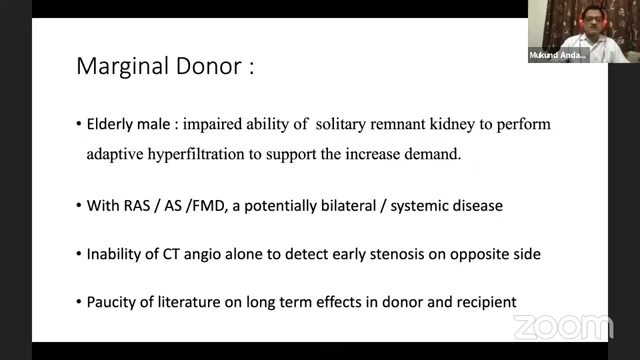 Mukund Anda...
Marginal Donor :
• Elderly male : impaired ability of solitary remnant kidney to perform
adaptive hyperfiltration to support the increase demand.
• With RAS / AS /FMD, a potentially bilateral / systemic disease
• Inability of CT angio alone to detect early stenosis on opposite side
• Paucity of literature on long term effects in donor and recipient
zoom